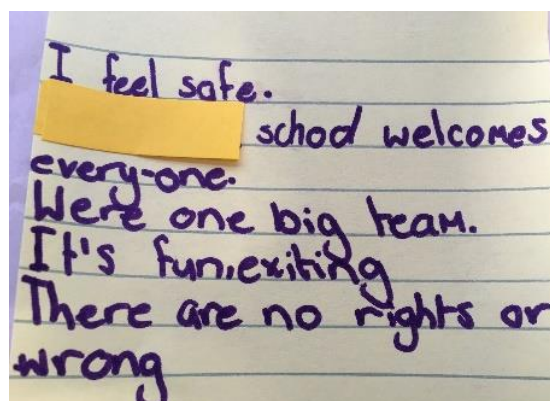 I feel safe.
schod welcomes
every-one.
Were one big team.
It's fun,exiting
There are no rights or
wrong